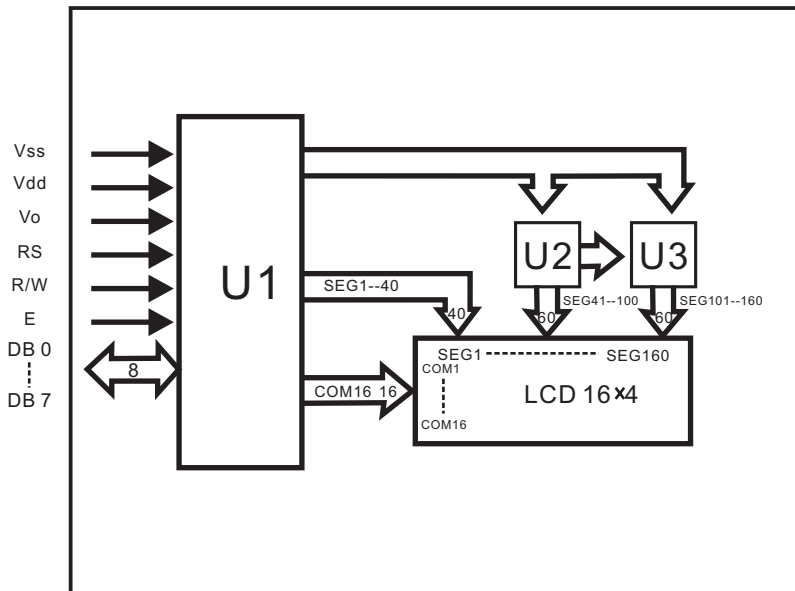 Vss
Vdd
Vo
RS
R/W
E
DB 0
DB 7
8
U1
SEG1--40
40
COM16 16
U2
U3
SEG41--100
SEG101--160
60
60
SEG1
SEG160
COM1
COM16
LCD 16×4